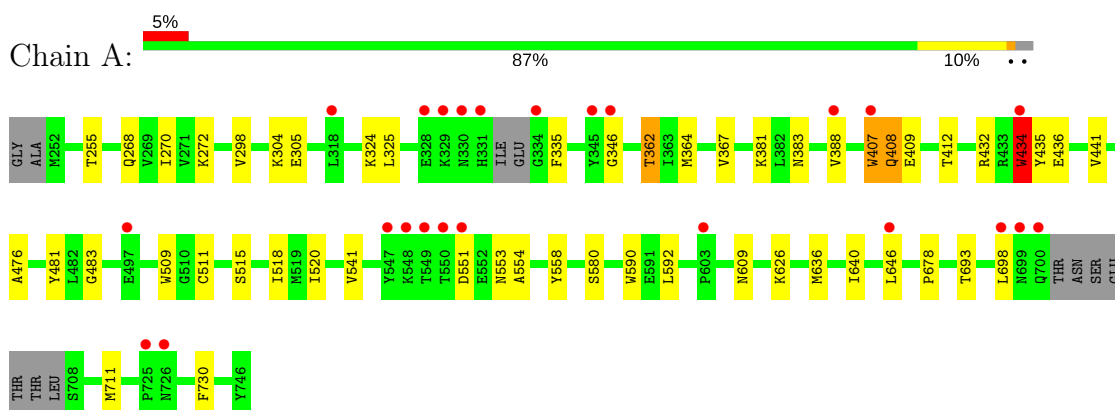 5%
Chain A:
87% 10% • •
GLY ALA M252 T255 Q268 V269 I270 V271 K272 V298 K304 E305 L318 K324 L325 E328 K329 N330 H331 ILE GLU G334 F335 Y345 G346 T362 I363 M364 V367 K381 L382 N383 V388 W407 Q408 E409 T412 R432 R433 W434 Y435 E436 V441
A476 Y481 L482 G483 E497 W509 G510 C511 S515 I518 M519 I520 V541 Y547 K548 T549 T550 D551 E552 N553 A554 Y558 S580 W590 E591 L592 P603 N609 K626 M636 I640 L646 P678 T693 L698 N699 Q700 THR ASN SER GLU
THR THR LEU S708 M711 P725 N726 F730 Y746